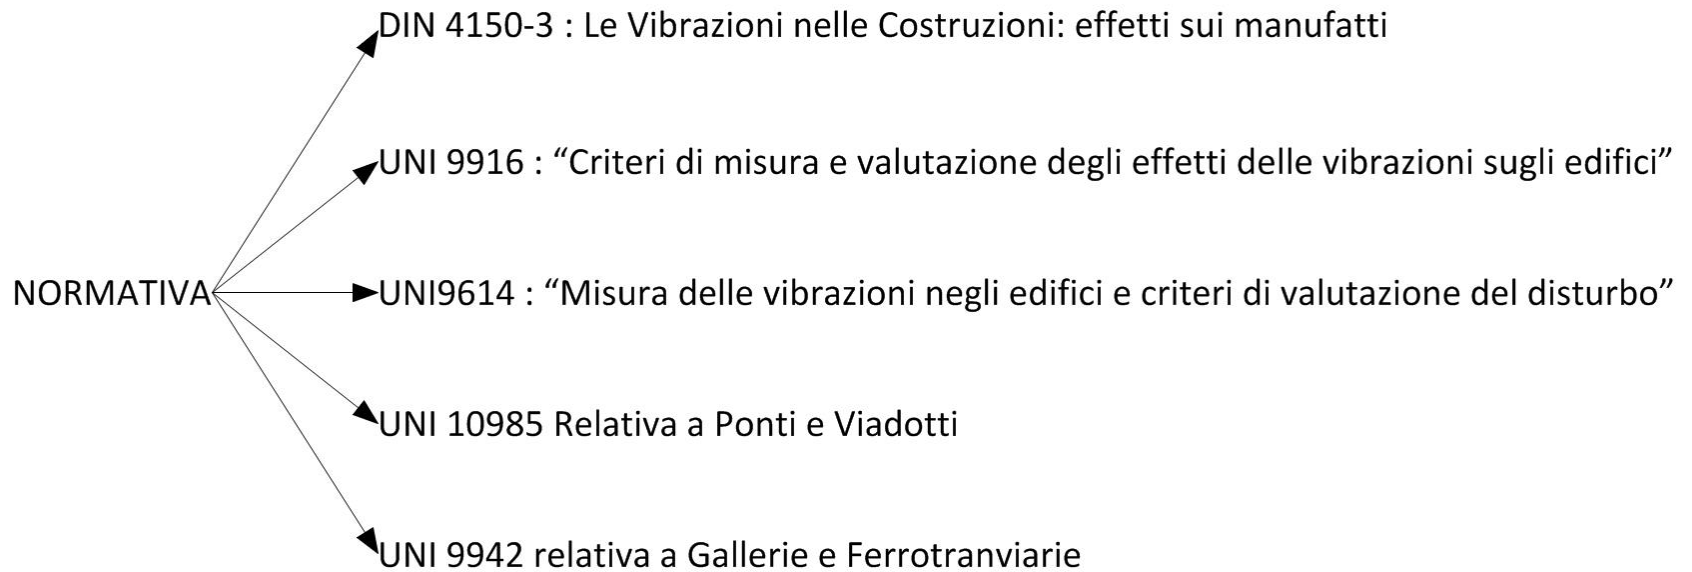 DIN 4150-3 : Le Vibrazioni nelle Costruzioni: effetti sui manufatti
UNI 9916 : “Criteri di misura e valutazione degli effetti delle vibrazioni sugli edifici”
NORMATIVA
UNI9614 : “Misura delle vibrazioni negli edifici e criteri di valutazione del disturbo”
UNI 10985 Relativa a Ponti e Viadotti
UNI 9942 relativa a Gallerie e Ferrotranviarie